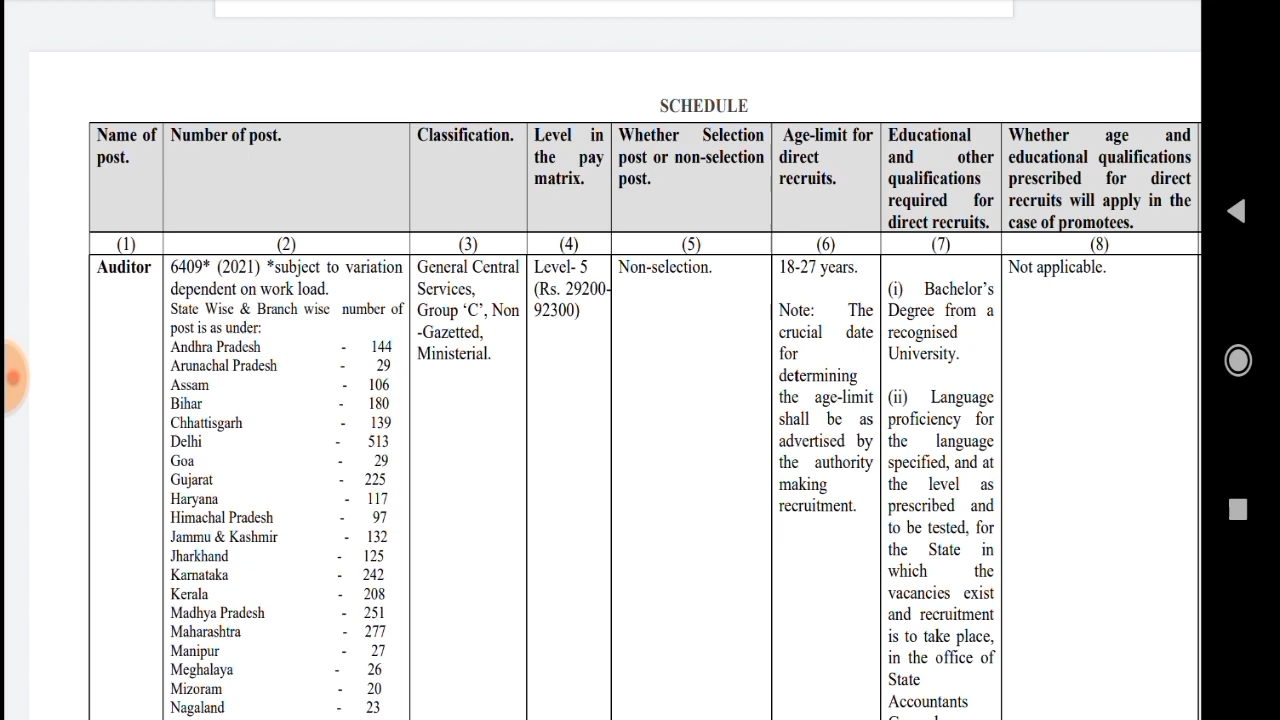 SCHEDULE
Name of post.
Number of post.
Classification.
Level in the pay matrix.
Whether Selection post or non-selection post.
Age-limit for direct recruits.
Educational and other qualifications required for direct recruits.
Whether age and educational qualifications prescribed for direct recruits will apply in the case of promotees.
(1) (2) (3) (4) (5) (6) (7) (8)
Auditor
6409* (2021) *subject to variation
dependent on work load.
State Wise & Branch wise number of
post is as under:
Andhra Pradesh - 144
Arunachal Pradesh - 29
Assam - 106
Bihar - 180
Chhattisgarh - 139
Delhi - 513
Goa - 29
Gujarat - 225
Haryana - 117
Himachal Pradesh - 97
Jammu & Kashmir - 132
Jharkhand - 125
Karnataka - 242
Kerala - 208
Madhya Pradesh - 251
Maharashtra - 277
Manipur - 27
Meghalaya - 26
Mizoram - 20
Nagaland - 23
General Central
Services,
Group ‘C’, Non
-Gazetted,
Ministerial.
Level- 5
(Rs. 29200-
92300)
Non-selection.
18-27 years.
Note: The
crucial date
for
determining
the age-limit
shall be as
advertised by
the authority
making
recruitment.
(i) Bachelor’s
Degree from a
recognised
University.
(ii) Language
proficiency for
the language
specified, and at
the level as
prescribed and
to be tested, for
the State in
which the
vacancies exist
and recruitment
is to take place,
in the office of
State
Accountants
Not applicable.